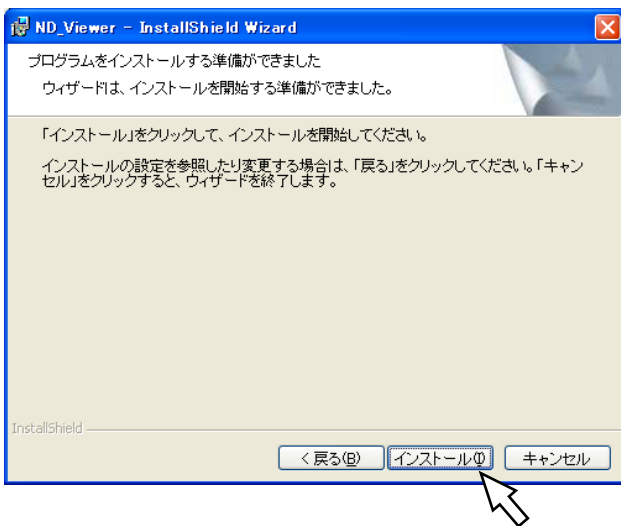 ND_Viewer - InstallShield Wizard
プログラムをインストールする準備ができました
ウィザードは、インストールを開始する準備ができました。
「インストール」をクリックして、インストールを開始してください。
インストールの設定を参照したり変更する場合は、「戻る」をクリックしてください。「キャン
セル」をクリックすると、ウィザードを終了します。
InstallShield
< 戻る(B)
インストール(I)
キャンセル